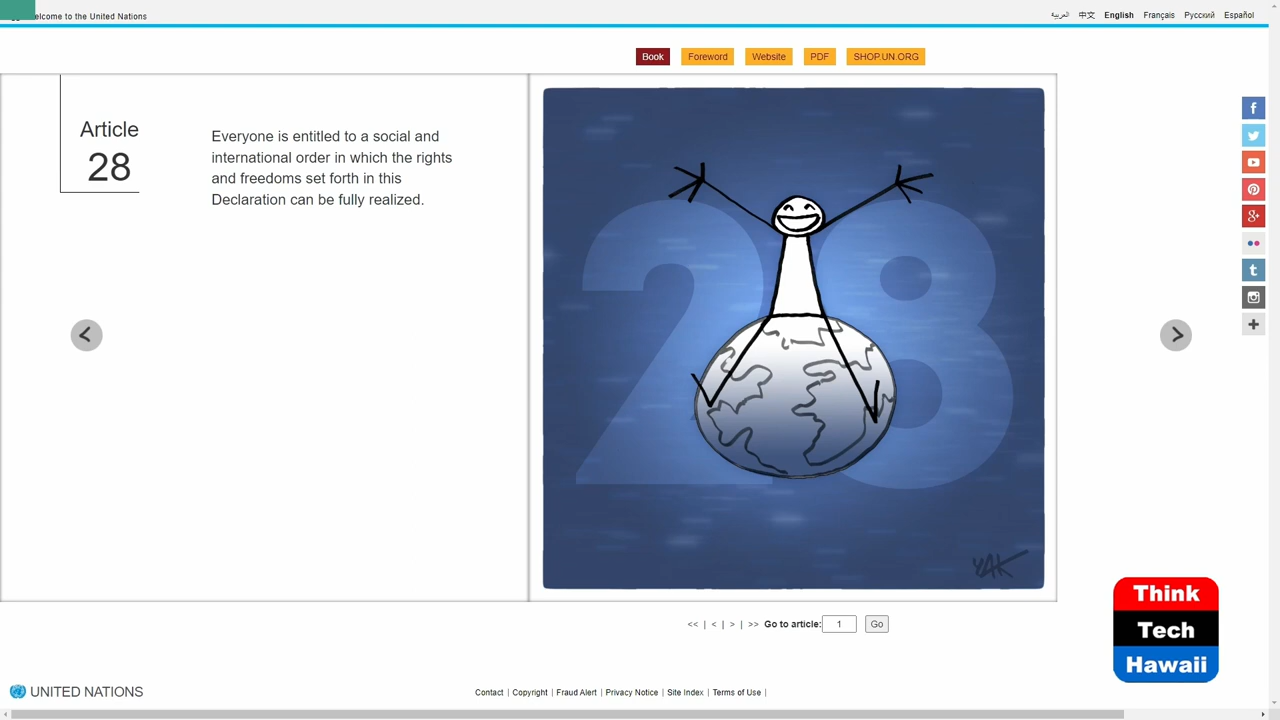 elcome to the United Nations
العربية 中文 English Français Русский Español
Book Foreword Website PDF SHOP.UN.ORG
Article
28
Everyone is entitled to a social and
international order in which the rights
and freedoms set forth in this
Declaration can be fully realized.
28
YAK
<< | < | > | >> Go to article: 1 Go
Think
Tech
Hawaii
UNITED NATIONS
Contact | Copyright | Fraud Alert | Privacy Notice | Site Index | Terms of Use |